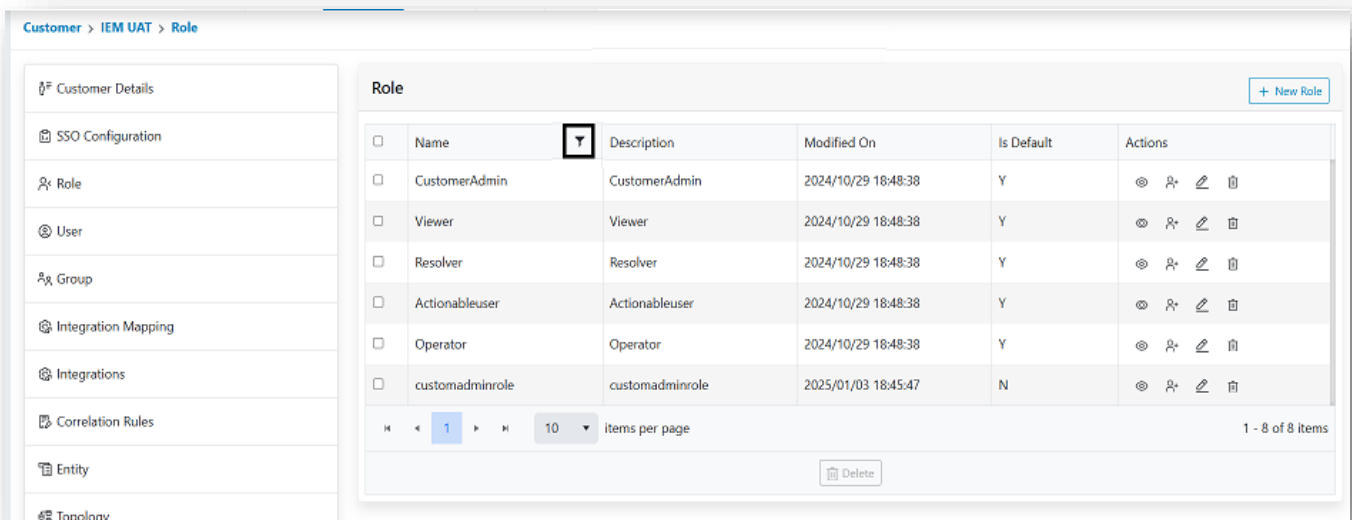 Customer > IEM UAT > Role
Customer Details
SSO Configuration
Role
User
Group
Integration Mapping
Integrations
Correlation Rules
Entity
Topology
Role
+ New Role
Name Description Modified On Is Default Actions
CustomerAdmin CustomerAdmin 2024/10/29 18:48:38 Y
Viewer Viewer 2024/10/29 18:48:38 Y
Resolver Resolver 2024/10/29 18:48:38 Y
Actionableuser Actionableuser 2024/10/29 18:48:38 Y
Operator Operator 2024/10/29 18:48:38 Y
customadminrole customadminrole 2025/01/03 18:45:47 N
1 10 items per page 1 - 8 of 8 items
Delete